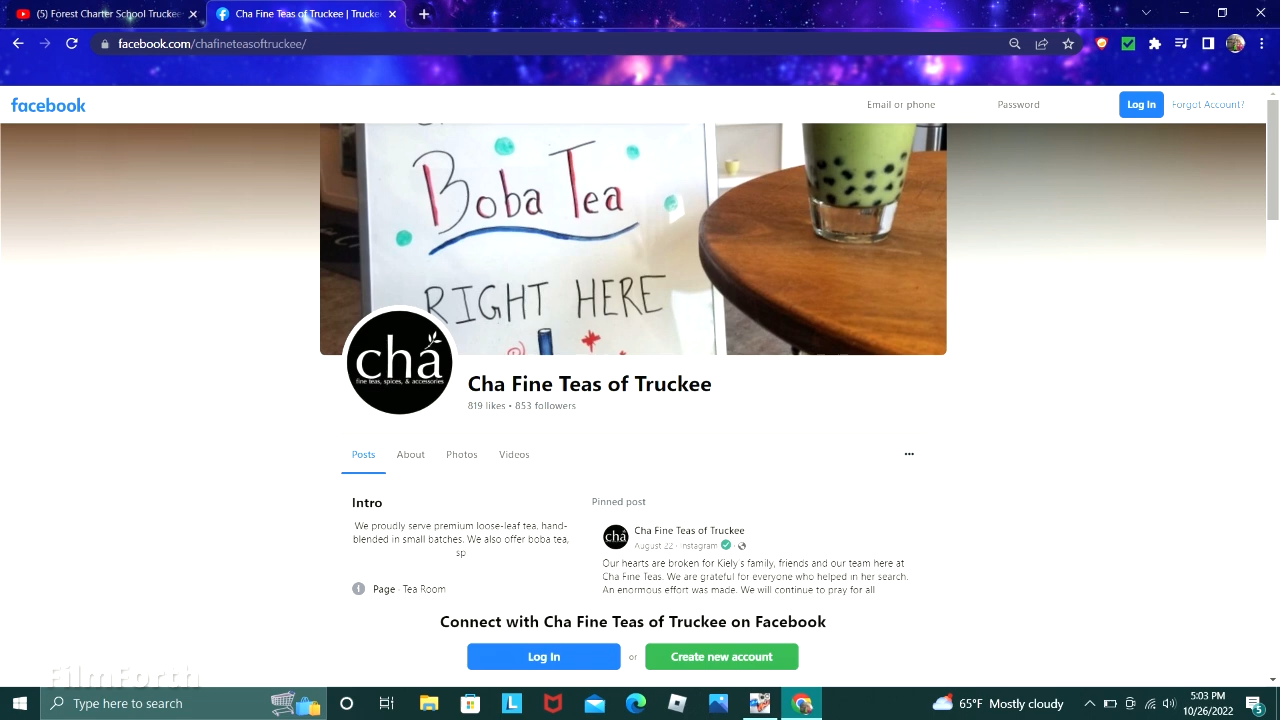 (5) Forest Charter School Truckee
Cha Fine Teas of Truckee | Trucke
facebook.com/chafineteasoftruckee/
facebook
Email or phone
Password
Log In
Forgot Account?
Boba Tea
RIGHT HERE
cha
fine teas, spices, & accessories
Cha Fine Teas of Truckee
819 likes • 853 followers
Posts
About
Photos
Videos
Intro
We proudly serve premium loose-leaf tea, hand-
blended in small batches. We also offer boba tea,
sp
Page · Tea Room
Pinned post
cha
Cha Fine Teas of Truckee
August 22 · Instagram
Our hearts are broken for Kiely's family, friends and our team here at
Cha Fine Teas. We are grateful for everyone who helped in her search.
An enormous effort was made. We will continue to pray for all
Connect with Cha Fine Teas of Truckee on Facebook
Log In
or
Create new account
FilmForth
Type here to search
65°F Mostly cloudy
5:03 PM
10/26/2022
5